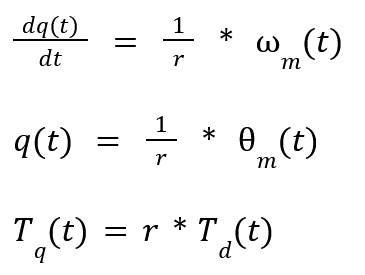 dq(t)/dt = 1/r * ω_m(t)
q(t) = 1/r * θ_m(t)
T_q(t) = r * T_d(t)